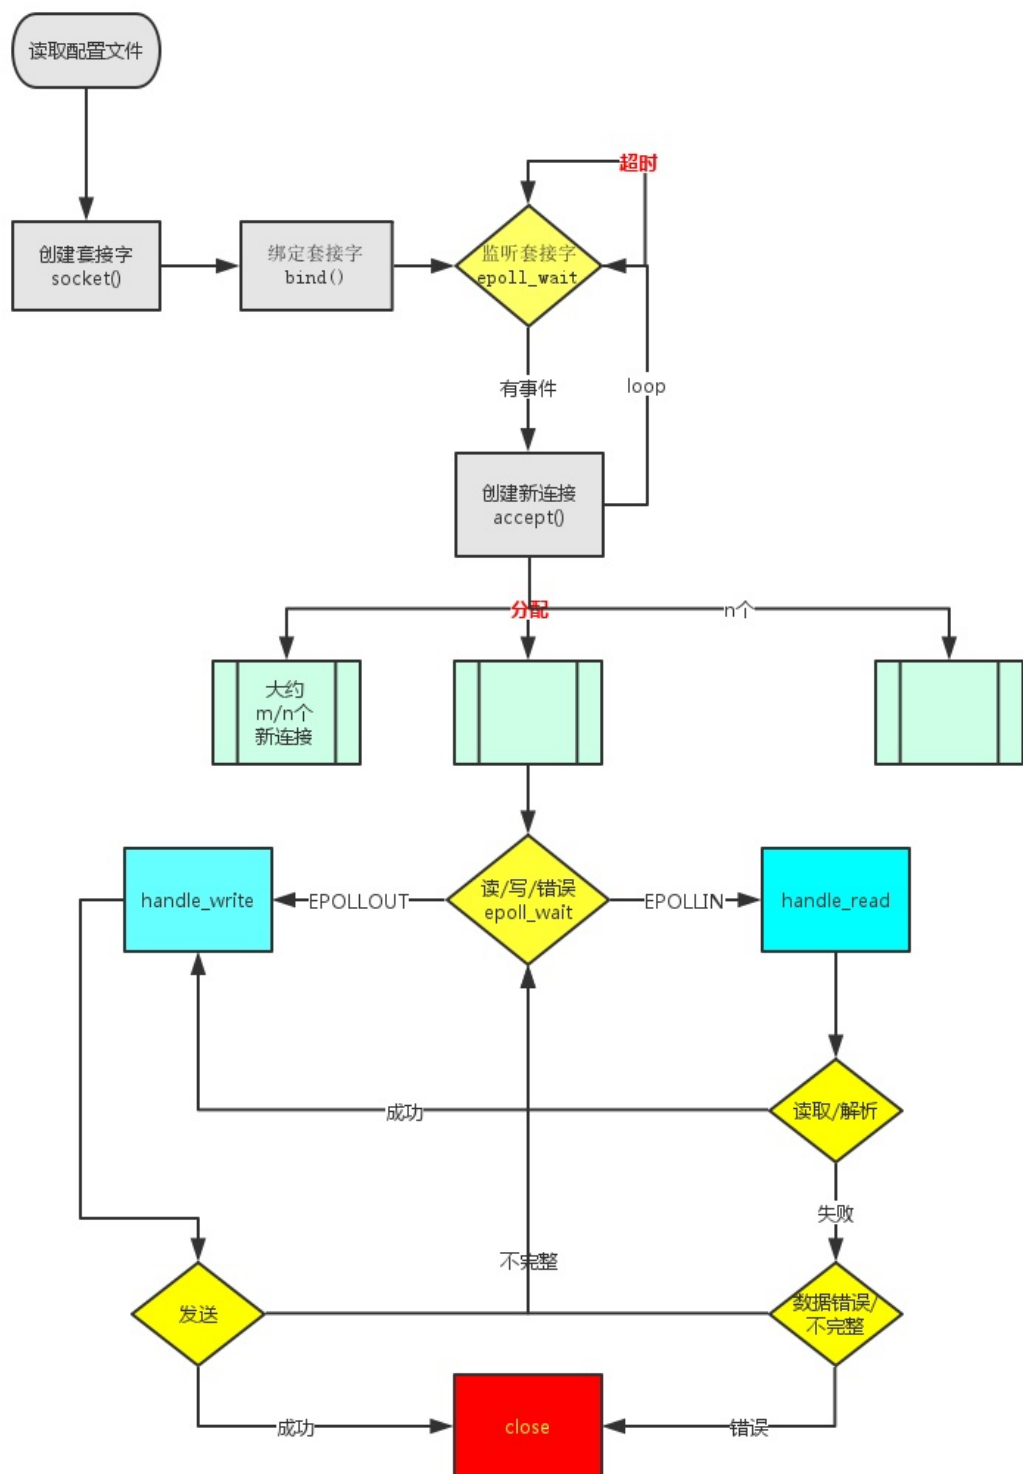 读取配置文件
超时
创建套接字
socket()
绑定套接字
bind()
监听套接字
epoll_wait
有事件
loop
创建新连接
accept()
分配
n个
大约
m/n个
新连接
handle_write
EPOLLOUT
读/写/错误
epoll_wait
EPOLLIN
handle_read
成功
读取/解析
失败
不完整
发送
数据错误/
不完整
成功
close
错误